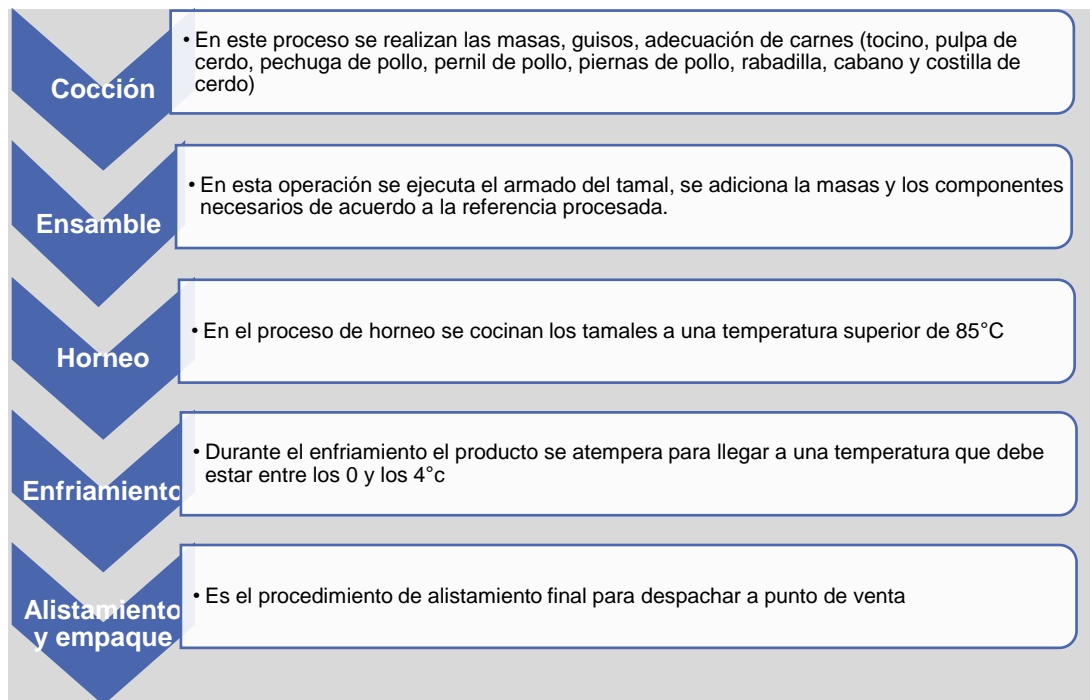 Cocción
• En este proceso se realizan las masas, guisos, adecuación de carnes (tocino, pulpa de
cerdo, pechuga de pollo, pernil de pollo, piernas de pollo, rabadilla, cabano y costilla de
cerdo)
Ensamble
• En esta operación se ejecuta el armado del tamal, se adiciona la masas y los componentes
necesarios de acuerdo a la referencia procesada.
Horneo
• En el proceso de horneo se cocinan los tamales a una temperatura superior de 85°C
Enfriamiento
• Durante el enfriamiento el producto se atempera para llegar a una temperatura que debe
estar entre los 0 y los 4°c
Alistamiento
y empaque
• Es el procedimiento de alistamiento final para despachar a punto de venta